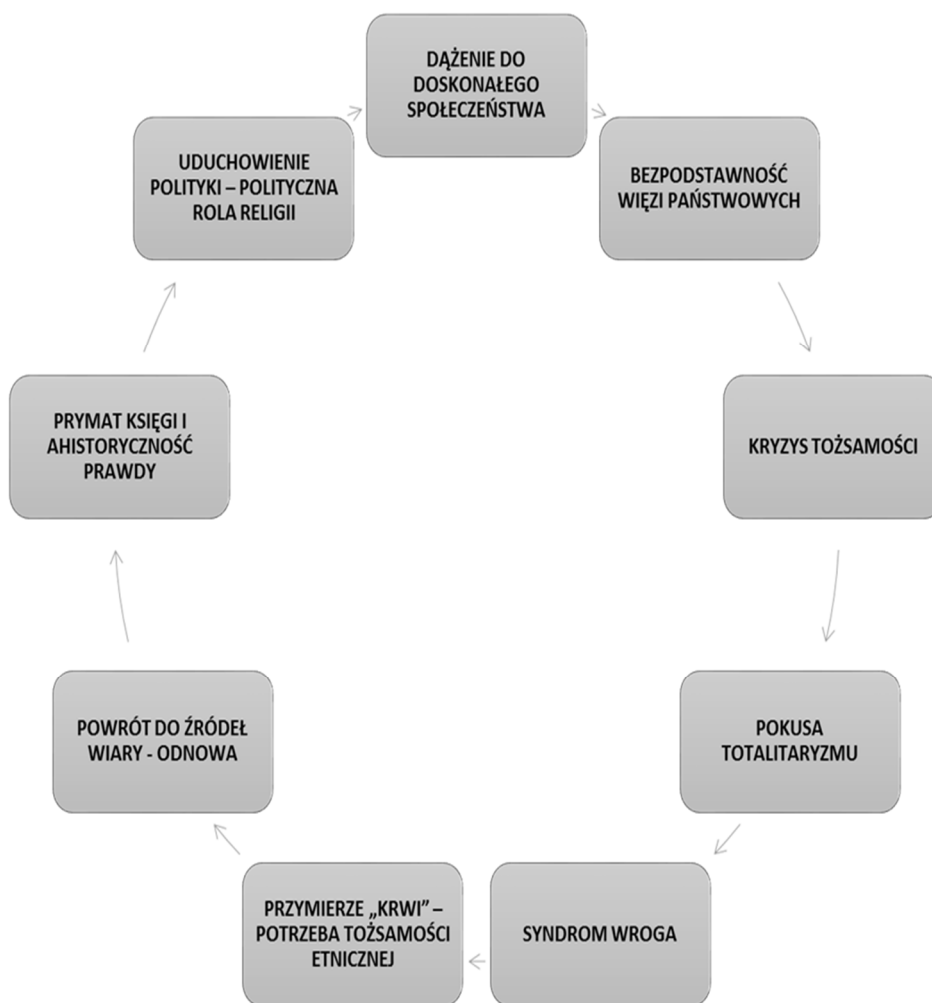 DĄŻENIE DO
DOSKONAŁEGO
SPOŁECZEŃSTWA
BEZPODSTAWNOŚĆ
WIĘZI PAŃSTWOWYCH
KRYZYS TOŻSAMOŚCI
POKUSA
TOTALITARYZMU
SYNDROM WROGA
PRZYMIERZE „KRWI” –
POTRZEBA TOŻSAMOŚCI
ETNICZNEJ
POWRÓT DO ŹRÓDEŁ
WIARY - ODNOWA
PRYMAT KSIĘGI I
AHISTORYCZNOŚĆ
PRAWDY
UDUCHOWIENIE
POLITYKI – POLITYCZNA
ROLA RELIGII